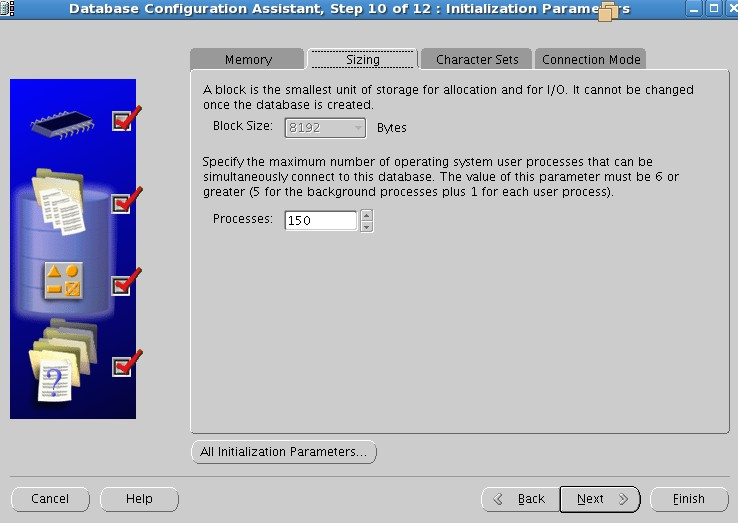 Database Configuration Assistant, Step 10 of 12 : Initialization Parameters
Memory
Sizing
Character Sets
Connection Mode
A block is the smallest unit of storage for allocation and for I/O. It cannot be changed
once the database is created.
Block Size: 8192 Bytes
Specify the maximum number of operating system user processes that can be
simultaneously connect to this database. The value of this parameter must be 6 or
greater (5 for the background processes plus 1 for each user process).
Processes: 150
?
All Initialization Parameters...
Cancel
Help
Back
Next
Finish